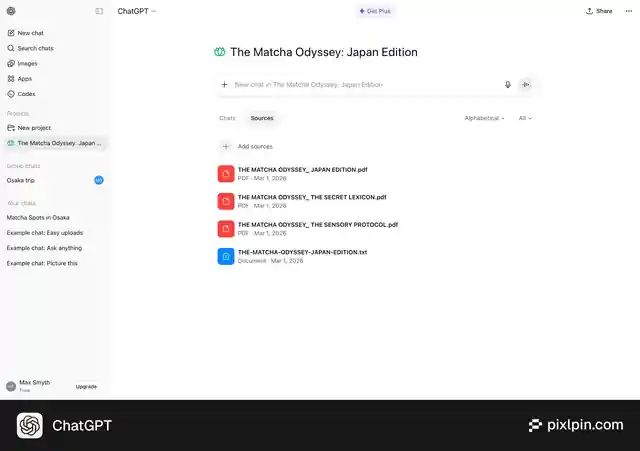 ChatGPT
Get Plus
Share
New chat
Search chats
Images
Apps
Codex
Projects
New project
The Matcha Odyssey: Japan ...
Group chats
Osaka trip
Your chats
Matcha Spots in Osaka
Example chat: Easy uploads
Example chat: Ask anything
Example chat: Picture this
Max Smyth
Free
Upgrade
The Matcha Odyssey: Japan Edition
New chat in The Matcha Odyssey: Japan Edition
Chats
Sources
Alphabetical
All
Add sources
THE MATCHA ODYSSEY_ JAPAN EDITION.pdf
PDF · Mar 1, 2026
THE MATCHA ODYSSEY_ THE SECRET LEXICON.pdf
PDF · Mar 1, 2026
THE MATCHA ODYSSEY_ THE SENSORY PROTOCOL.pdf
PDF · Mar 1, 2026
THE-MATCHA-ODYSSEY-JAPAN-EDITION.txt
Document · Mar 1, 2026
ChatGPT
pixlpin.com